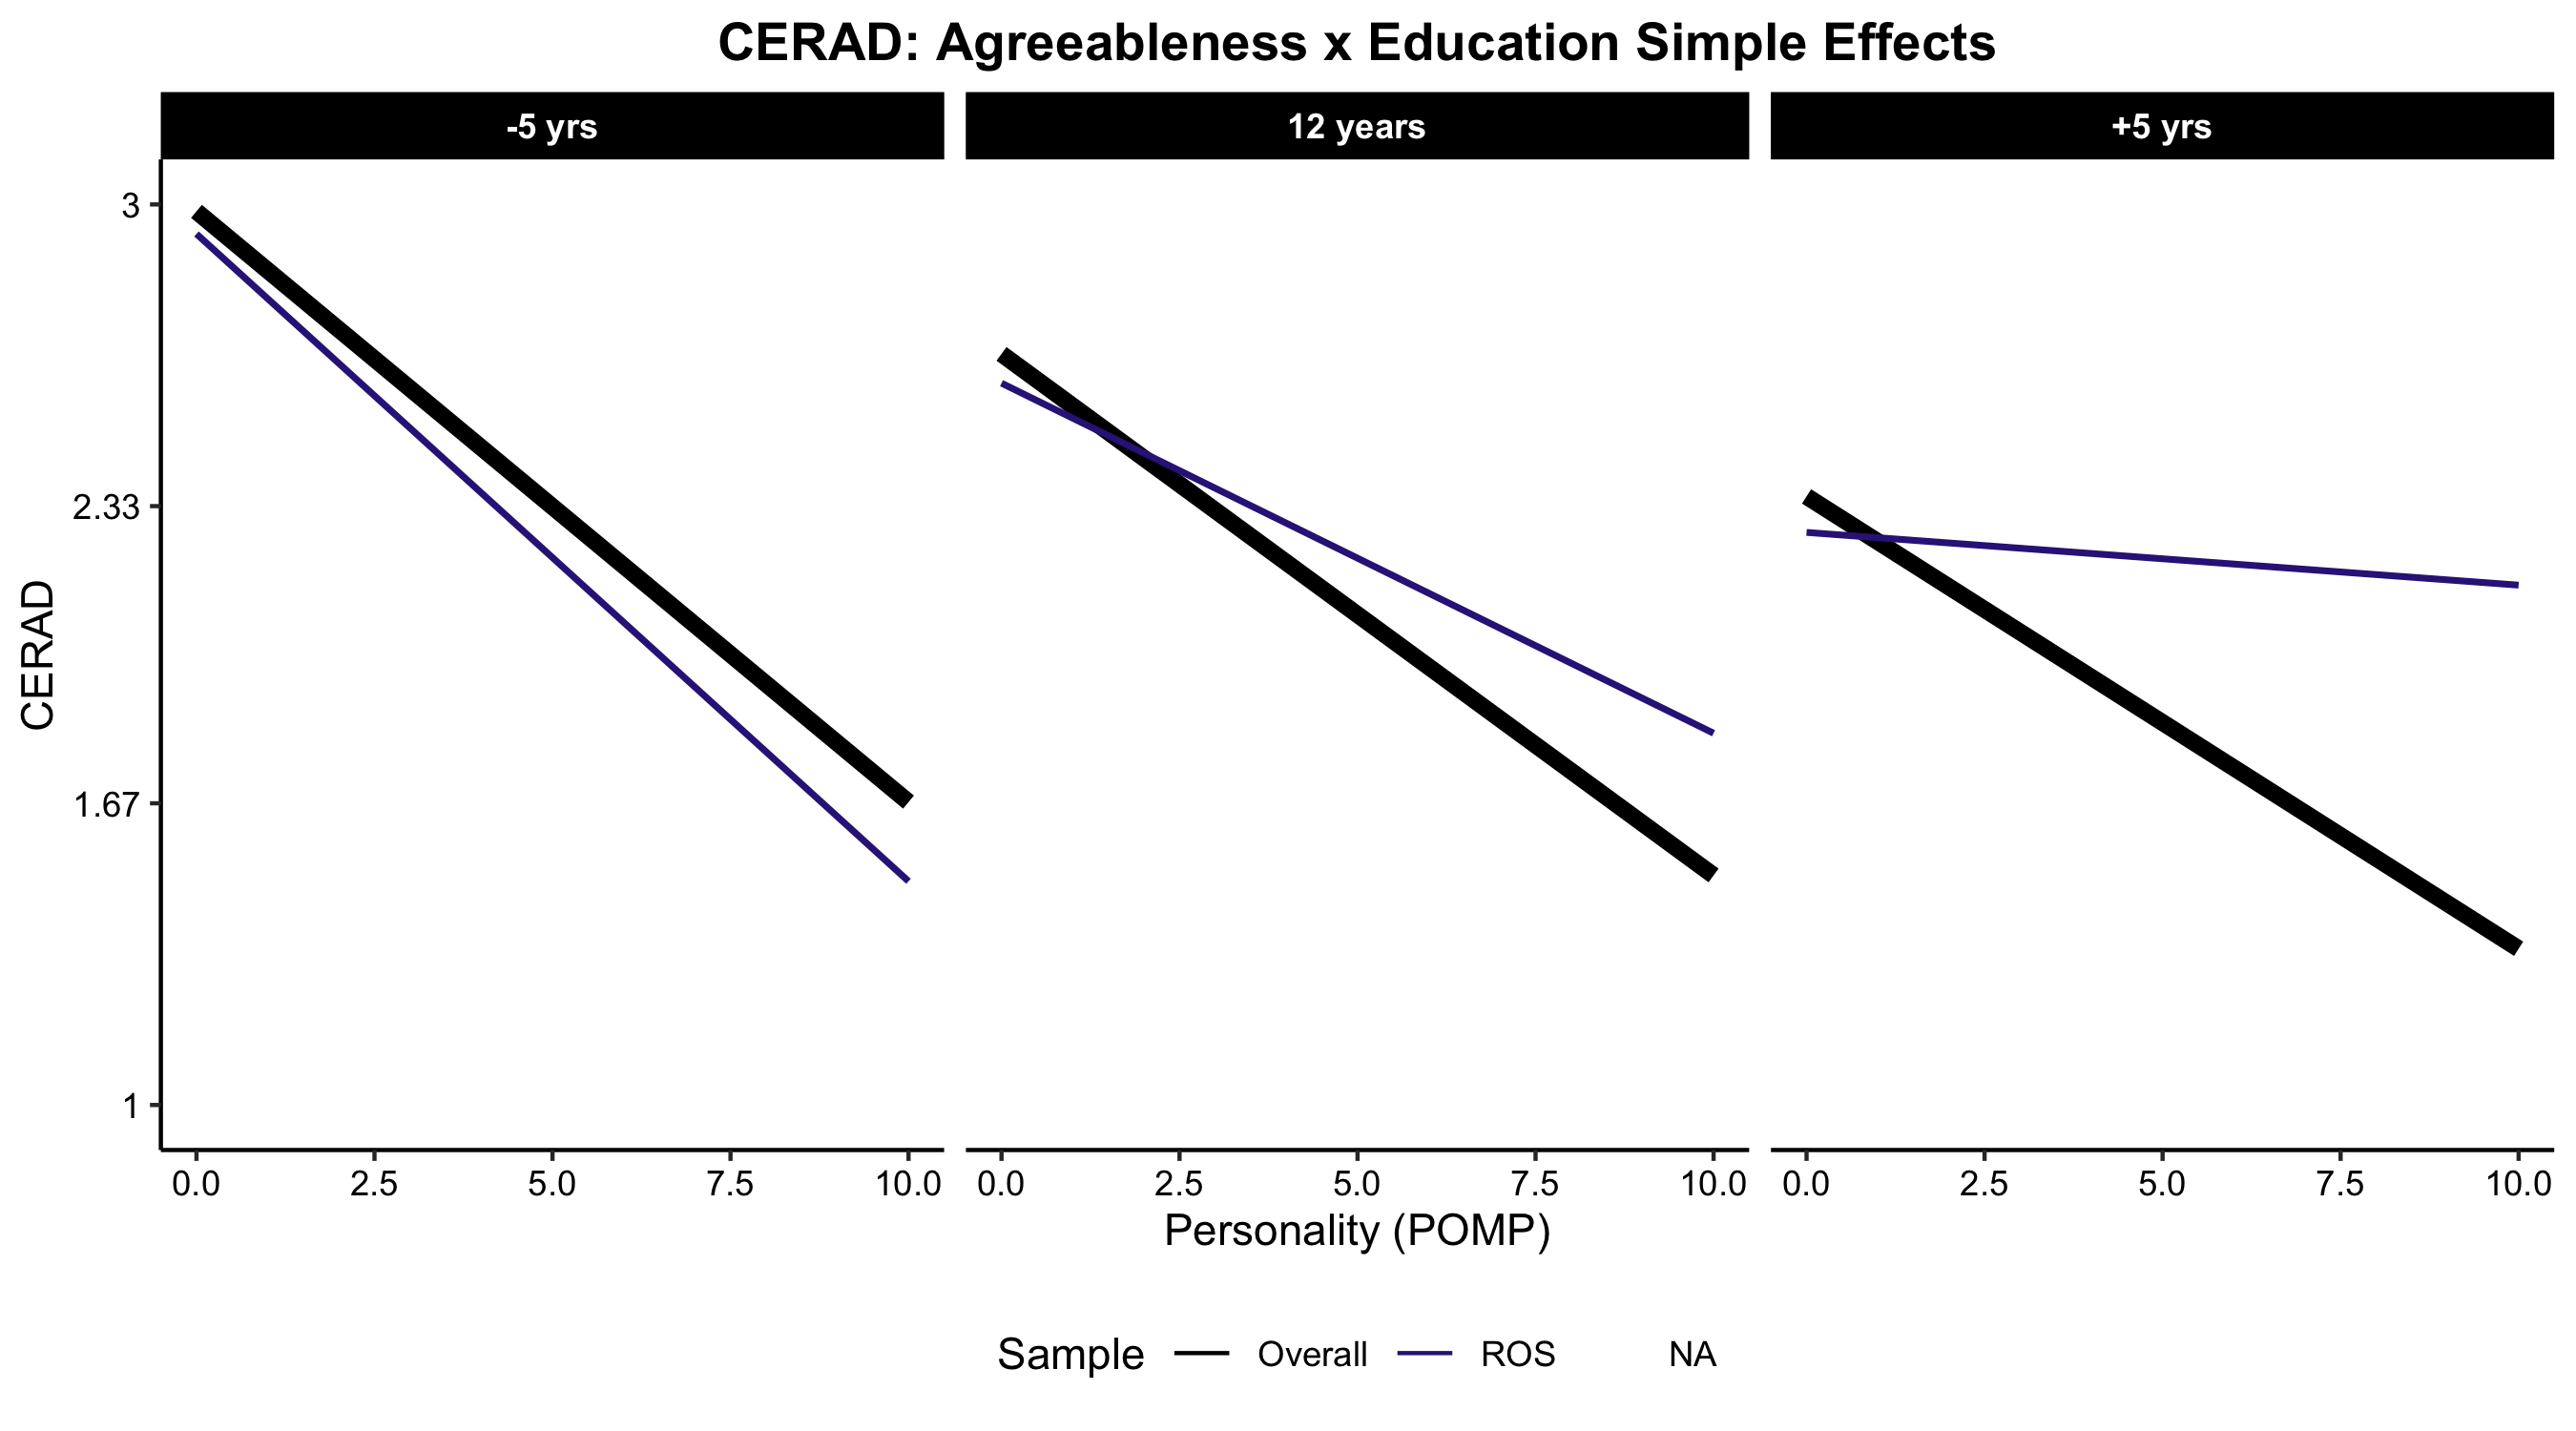 CERAD: Agreeableness x Education Simple Effects
-5 yrs
12 years
+5 yrs
3
2.33
1.67
1
CERAD
0.0 2.5 5.0 7.5 10.0
0.0 2.5 5.0 7.5 10.0
0.0 2.5 5.0 7.5 10.0
Personality (POMP)
Sample Overall ROS NA